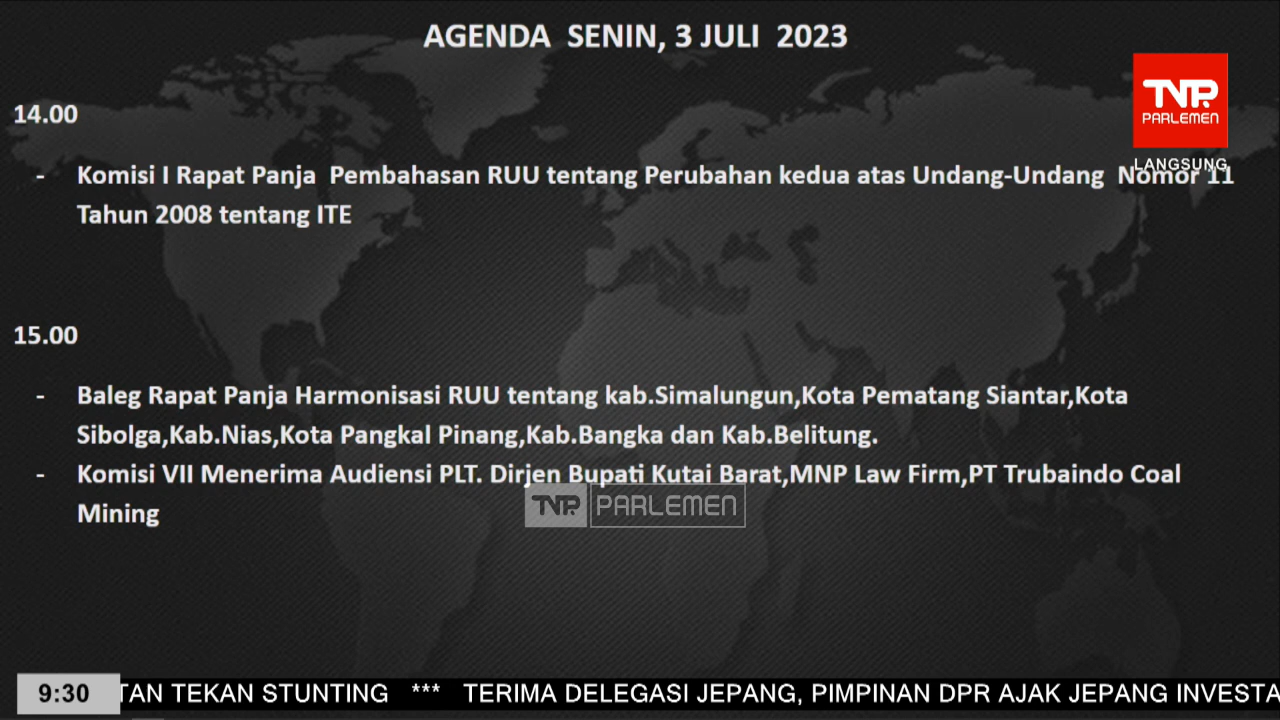 AGENDA SENIN, 3 JULI 2023
TVP
PARLEMEN
LANGSUNG
14.00
- Komisi I Rapat Panja Pembahasan RUU tentang Perubahan kedua atas Undang-Undang Nomor 11
Tahun 2008 tentang ITE
15.00
- Baleg Rapat Panja Harmonisasi RUU tentang kab.Simalungun,Kota Pematang Siantar,Kota
Sibolga,Kab.Nias,Kota Pangkal Pinang,Kab.Bangka dan Kab.Belitung.
- Komisi VII Menerima Audiensi PLT. Dirjen Bupati Kutai Barat,MNP Law Firm,PT Trubaindo Coal
Mining
TVP PARLEMEN
9:30 TAN TEKAN STUNTING *** TERIMA DELEGASI JEPANG, PIMPINAN DPR AJAK JEPANG INVESTA